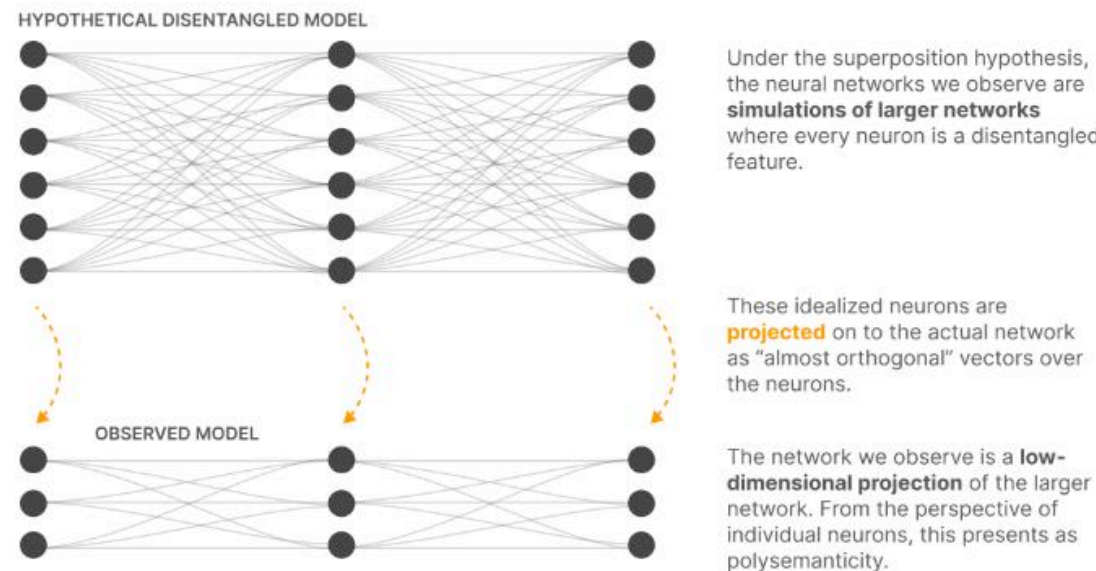 HYPOTHETICAL DISENTANGLED MODEL
Under the superposition hypothesis,
the neural networks we observe are
simulations of larger networks
where every neuron is a disentangled
feature.
These idealized neurons are
projected on to the actual network
as “almost orthogonal” vectors over
the neurons.
OBSERVED MODEL
The network we observe is a low-
dimensional projection of the larger
network. From the perspective of
individual neurons, this presents as
polysemanticity.